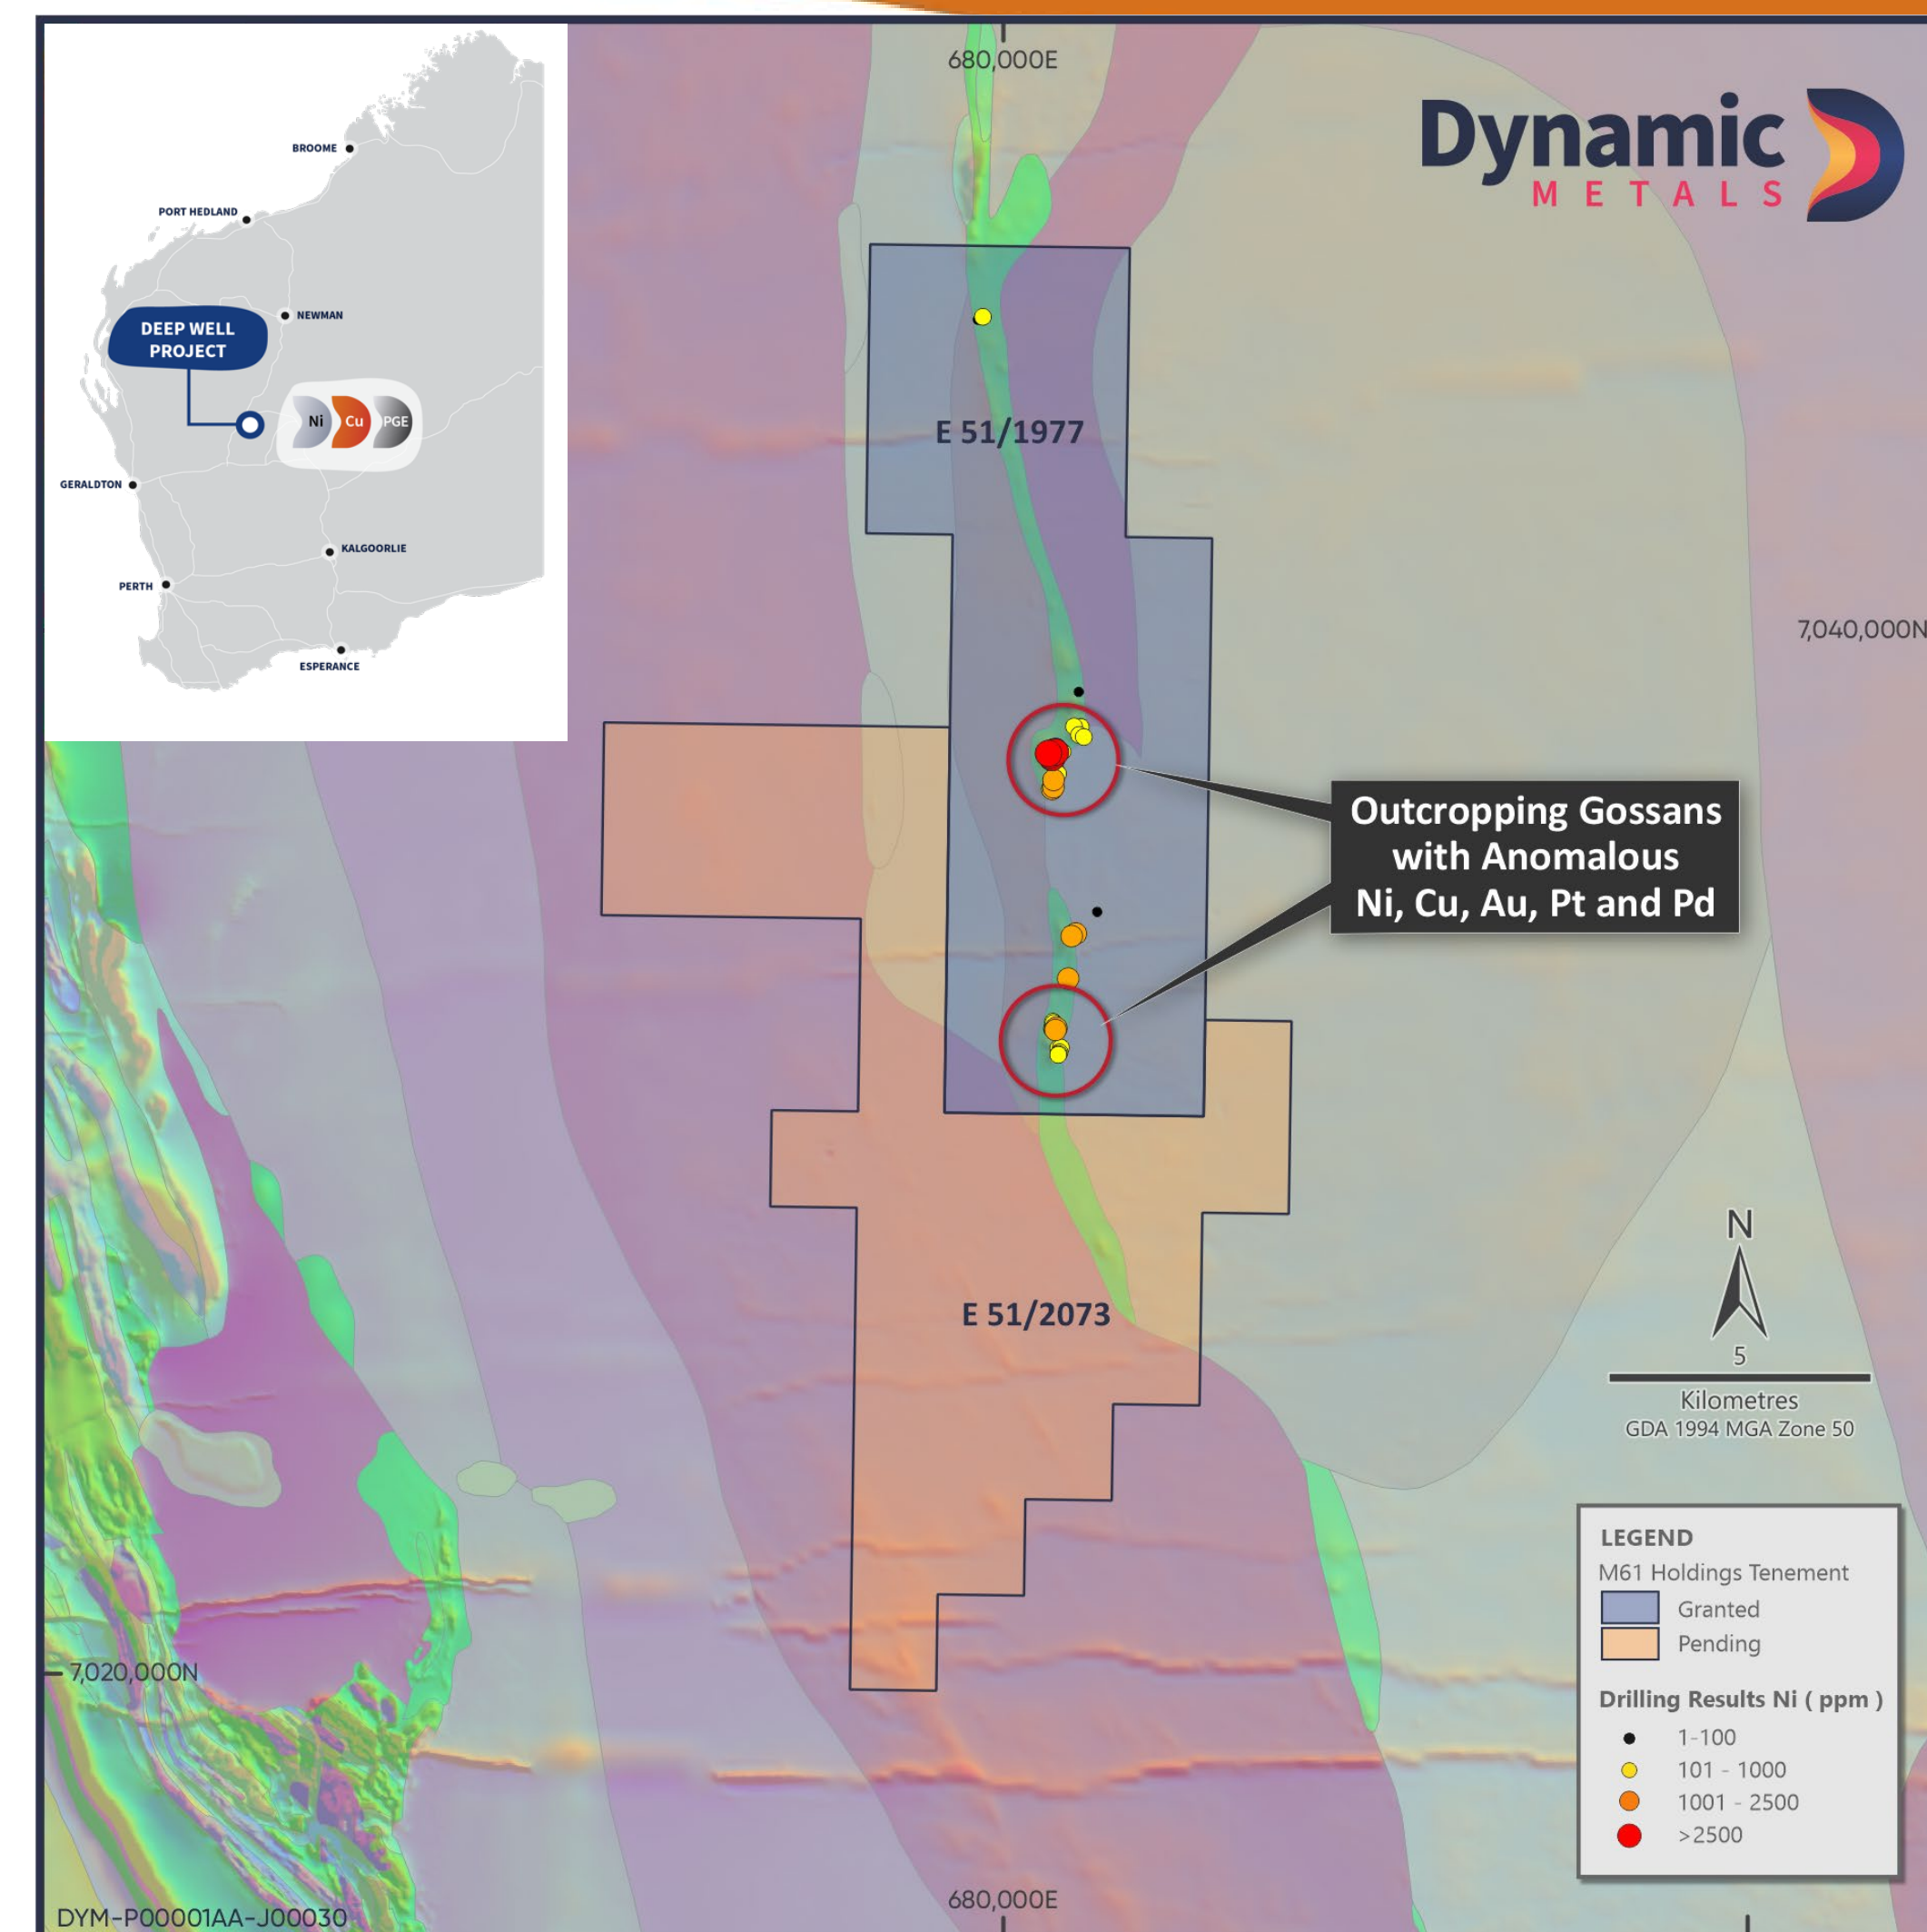 680,000E
Dynamic
METALS
BROOME
PORT HEDLAND
NEWMAN
DEEP WELL
PROJECT
Ni
Cu
PGE
GERALDTON
KALGOORLIE
PERTH
ESPERANCE
E 51/1977
7,040,000N
Outcropping Gossans
with Anomalous
Ni, Cu, Au, Pt and Pd
E 51/2073
N
5
Kilometres
GDA 1994 MGA Zone 50
LEGEND
M61 Holdings Tenement
Granted
Pending
Drilling Results Ni ( ppm )
1-100
101 - 1000
1001 - 2500
>2500
7,020,000N
680,000E
DYM-P00001AA-J00030